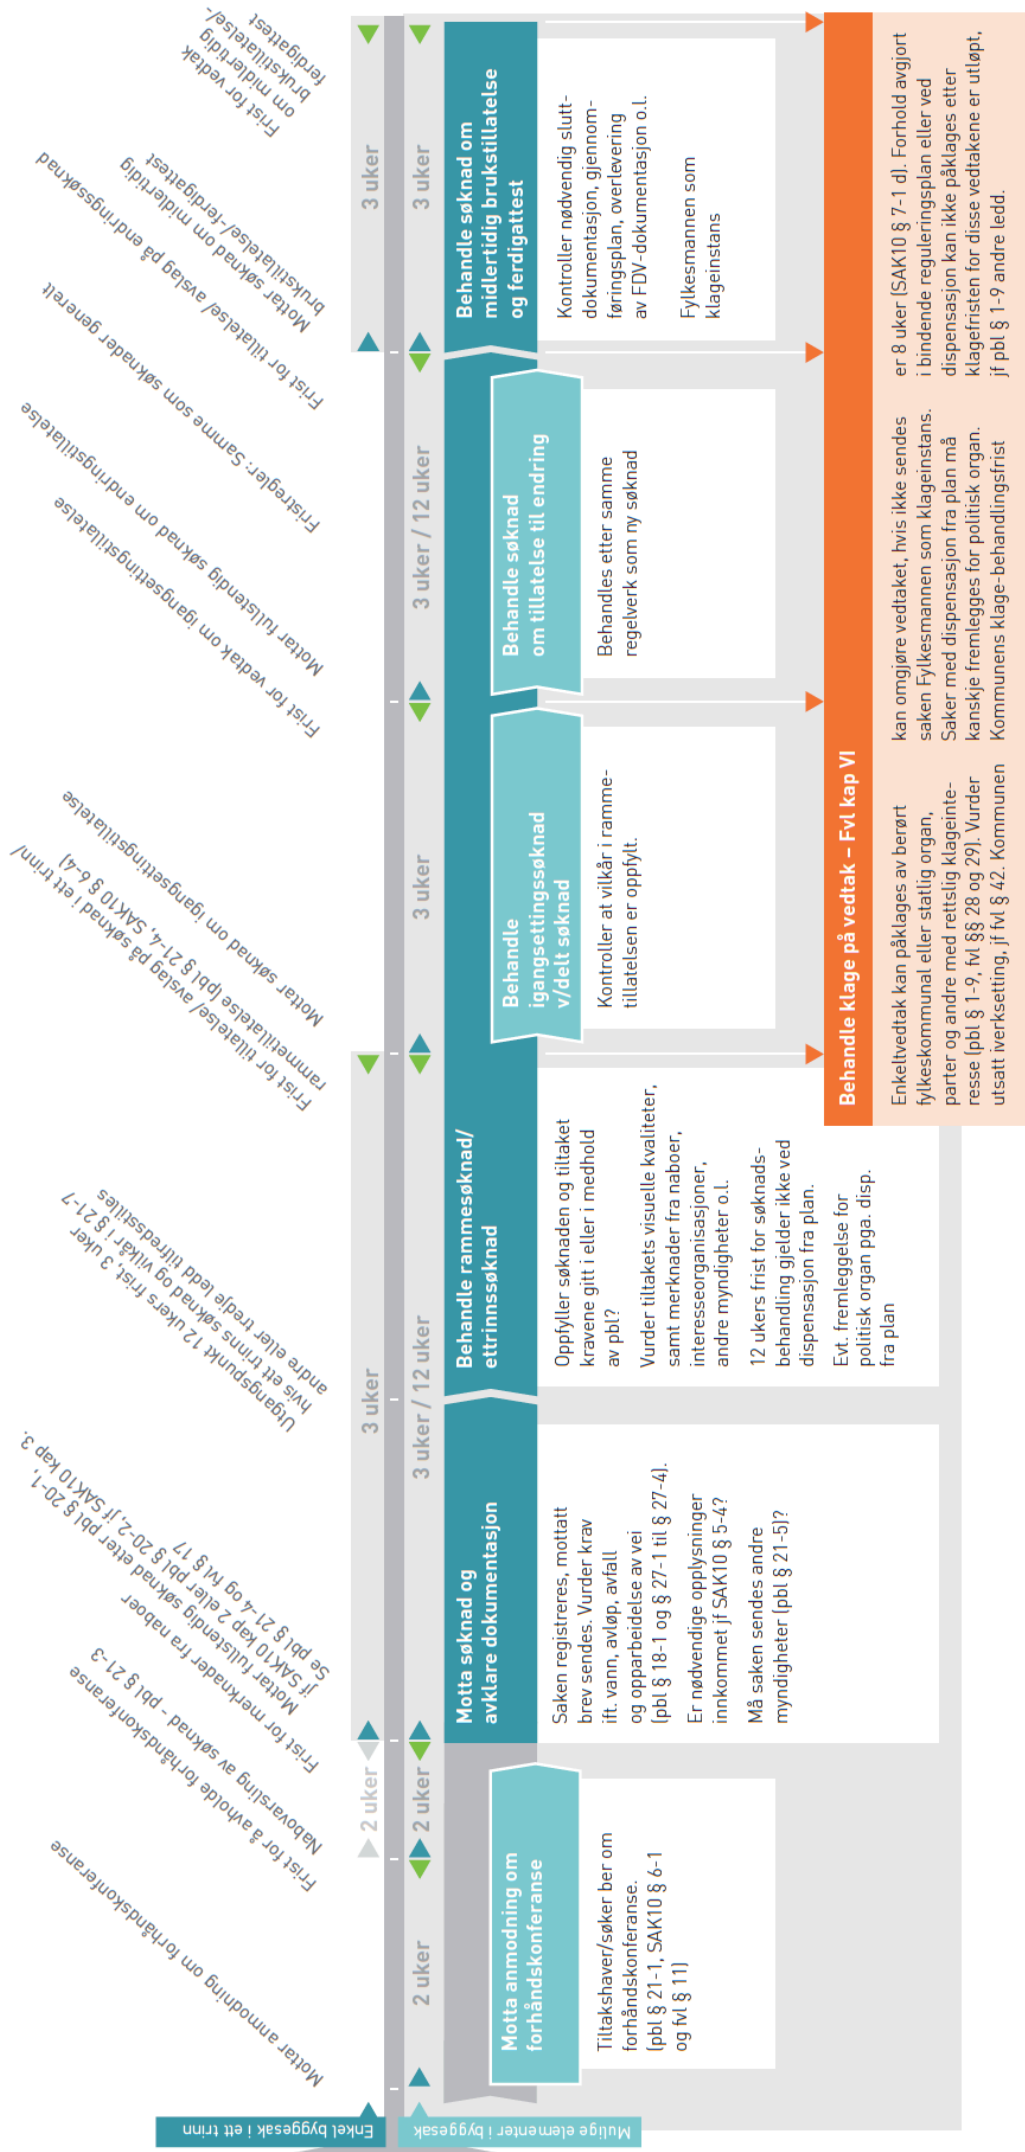 Enkel byggesak i ett trinn
Mulige elementer i byggesak
Mottar anmodning om forhåndskonferanse
Frist for å avholde forhåndskonferanse
Nabovarsling av søknad - pbl § 21-3
Frist for merknader fra naboer
Mottar fullstendig søknad etter pbl § 20-1,
jf SAK10 kap 2 eller pbl § 20-2, jf SAK10 kap 3.
Se pbl § 21-4 og fvl § 17
Utgangspunkt 12 ukers frist, 3 uker
hvis ett trinns søknad og vilkår i § 21-7
andre eller tredje ledd tilfredsstilles
Frist for tillatelse/ avslag på søknad i ett trinn/
rammetillatelse (pbl § 21-4, SAK10 § 6-4)
Mottar søknad om igangsettingstillatelse
Frist for vedtak om igangsettingstillatelse
Mottar fullstendig søknad om endringstillatelse
Fristregler: Samme som søknader generelt
Frist for tillatelse/ avslag på endringssøknad
Mottar søknad om midlertidig
brukstillatelse/ ferdigattest
Frist for vedtak
om midlertidig
brukstillatelse/-
ferdigattest
2 uker
3 uker
3 uker
2 uker
2 uker
3 uker / 12 uker
3 uker
3 uker / 12 uker
3 uker
Motta anmodning om
forhåndskonferanse
Tiltakshaver/søker ber om
forhåndskonferanse.
(pbl § 21-1, SAK10 § 6-1
og fvl § 11)
Motta søknad og
avklare dokumentasjon
Saken registreres, mottatt
brev sendes. Vurder krav
ift. vann, avløp, avfall
og opparbeidelse av vei
(pbl § 18-1 og § 27-1 til § 27-4).
Er nødvendige opplysninger
innkommet jf SAK10 § 5-4?
Må saken sendes andre
myndigheter (pbl § 21-5)?
Behandle rammesøknad/
ettrinnssøknad
Oppfyller søknaden og tiltaket
kravene gitt i eller i medhold
av pbl?
Vurder tiltakets visuelle kvaliteter,
samt merknader fra naboer,
interesseorganisasjoner,
andre myndigheter o.l.
12 ukers frist for søknads-
behandling gjelder ikke ved
dispensasjon fra plan.
Evt. fremleggelse for
politisk organ pga. disp.
fra plan
Behandle
igangsettingssøknad
v/delt søknad
Kontroller at vilkår i ramme-
tillatelsen er oppfylt.
Behandle søknad
om tillatelse til endring
Behandles etter samme
regelverk som ny søknad
Behandle søknad om
midlertidig brukstillatelse
og ferdigattest
Kontroller nødvendig slutt-
dokumentasjon, gjennom-
føringsplan, overlevering
av FDV-dokumentasjon o.l.
Fylkesmannen som
klageinstans
Behandle klage på vedtak – Fvl kap VI
Enkeltvedtak kan påklages av berørt
fylkeskommunal eller statlig organ,
parter og andre med rettslig klageinte-
resse (pbl § 1-9, fvl §§ 28 og 29). Vurder
utsatt iverksetting, jf fvl § 42. Kommunen
kan omgjøre vedtaket, hvis ikke sendes
saken Fylkesmannen som klageinstans.
Saker med dispensasjon fra plan må
kanskje fremlegges for politisk organ.
Kommunens klage-behandlingsfrist
er 8 uker (SAK10 § 7-1 d). Forhold avgjort
i bindende reguleringsplan eller ved
dispensasjon kan ikke påklages etter
klagefristen for disse vedtakene er utløpt,
jf pbl § 1-9 andre ledd.